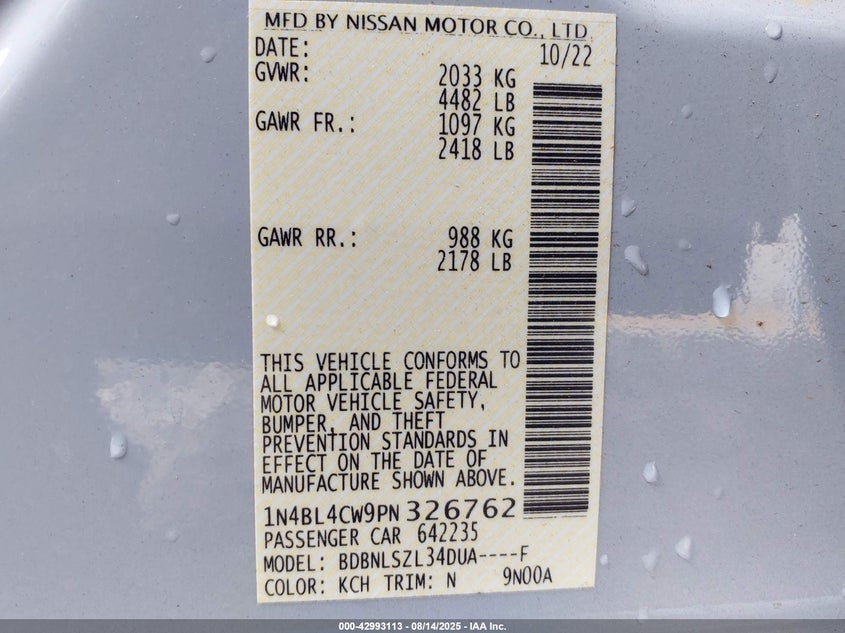 MFD BY NISSAN MOTOR CO., LTD.
DATE: 10/22
GVWR: 2033 KG
4482 LB
GAWR FR.: 1097 KG
2418 LB
GAWR RR.: 988 KG
2178 LB
THIS VEHICLE CONFORMS TO
ALL APPLICABLE FEDERAL
MOTOR VEHICLE SAFETY,
BUMPER, AND THEFT
PREVENTION STANDARDS IN
EFFECT ON THE DATE OF
MANUFACTURE SHOWN ABOVE.
1N4BL4CW9PN326762
PASSENGER CAR 642235
MODEL: BDBNLSZL34DUA----F
COLOR: KCH TRIM: N 9N00A
000-42993113 - 08/14/2025 - IAA Inc.